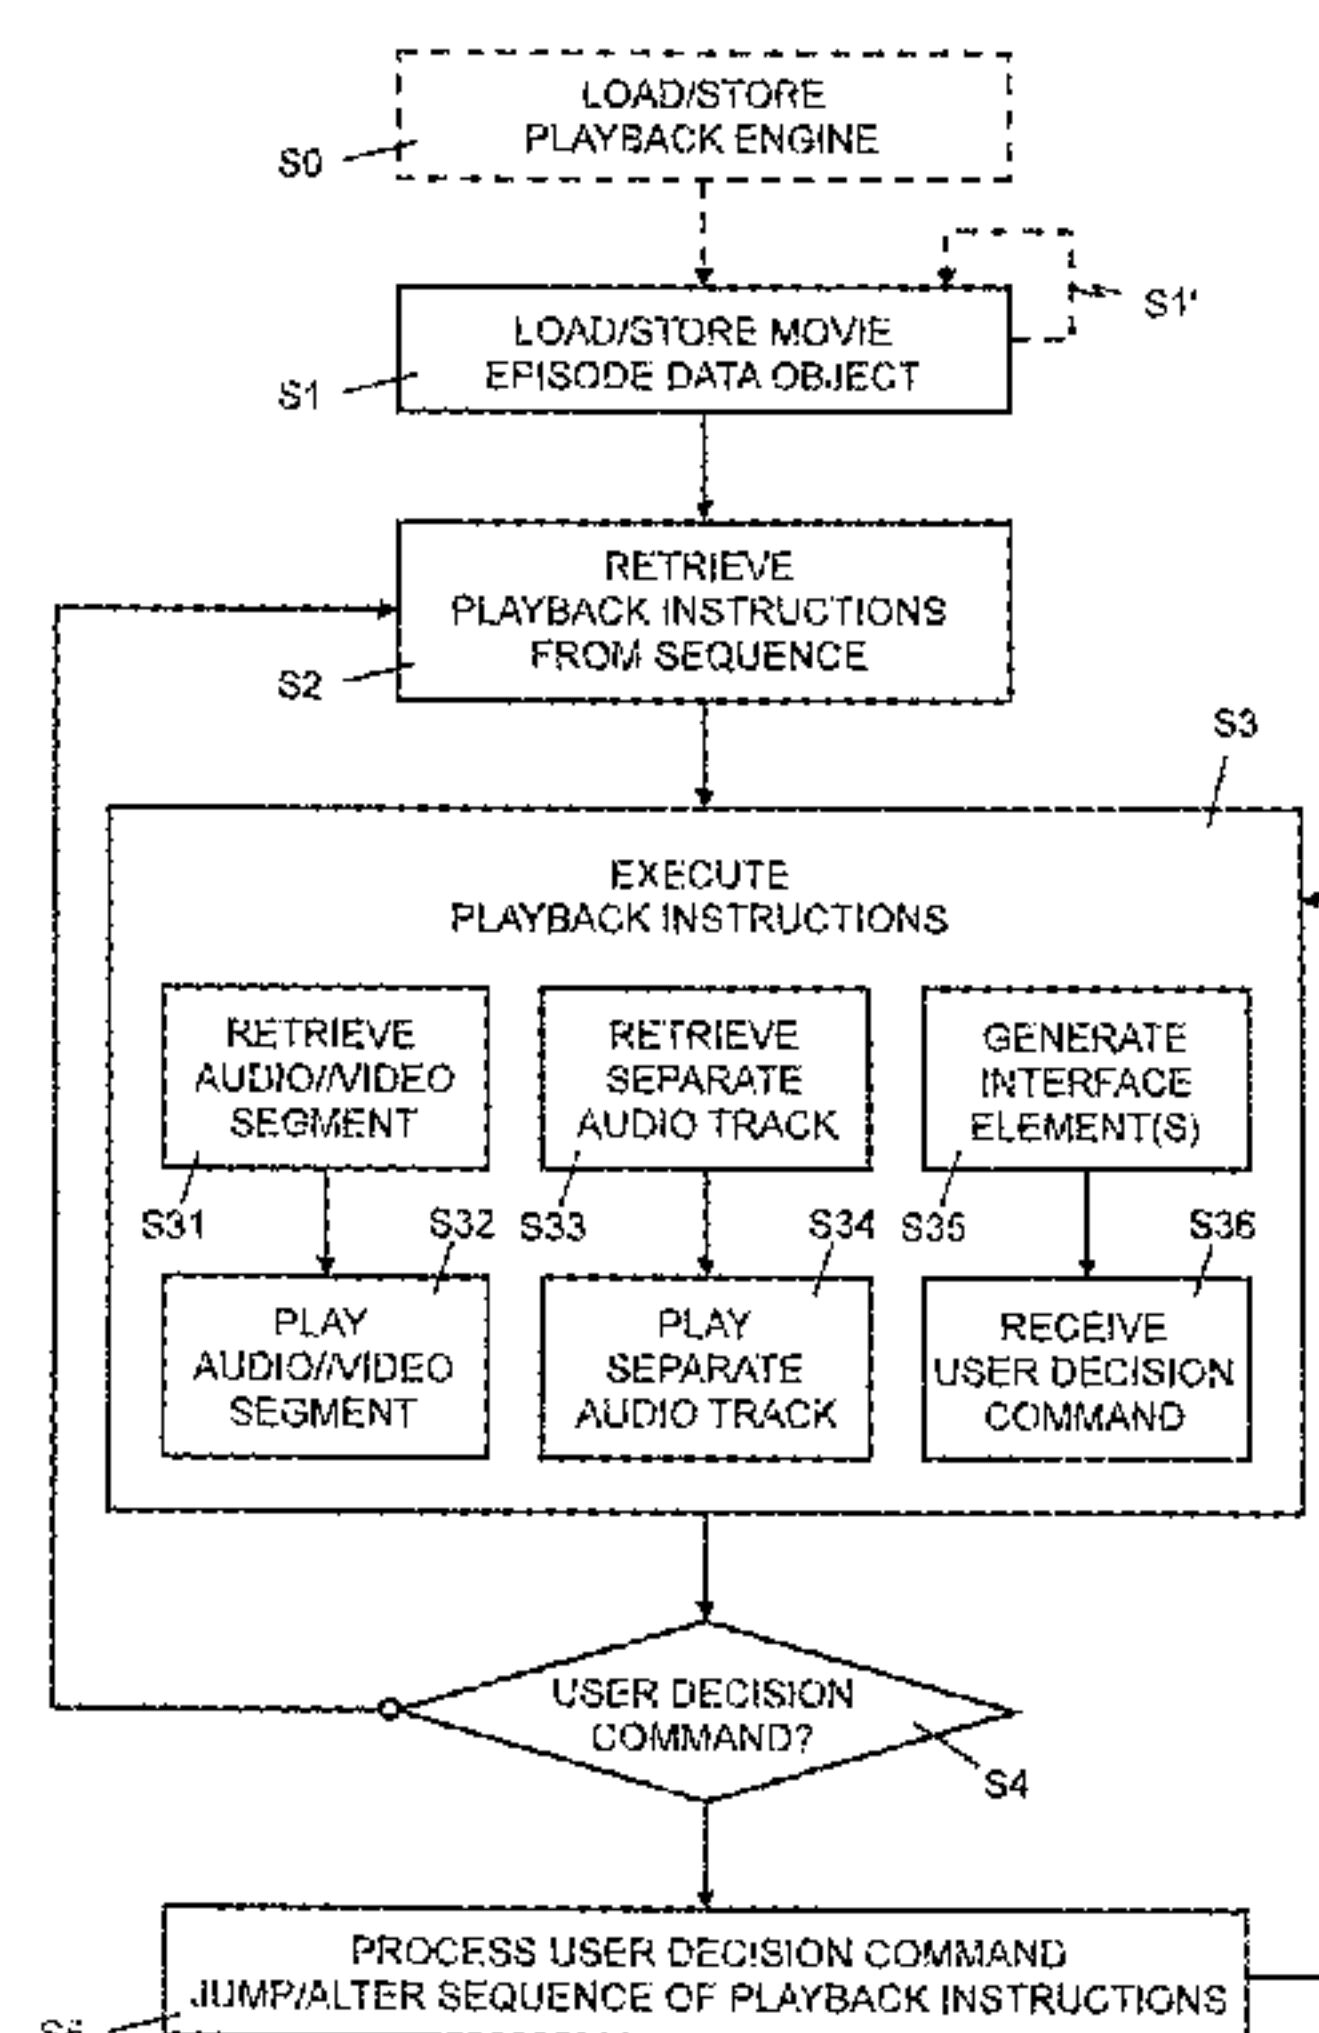 LOAD/STORE
PLAYBACK ENGINE
S0
S1'
LOAD/STORE MOVIE
EPISODE DATA OBJECT
S1
RETRIEVE
PLAYBACK INSTRUCTIONS
FROM SEQUENCE
S2
S3
EXECUTE
PLAYBACK INSTRUCTIONS
RETRIEVE
AUDIO//VIDEO
SEGMENT
RETRIEVE
SEPARATE
AUDIO TRACK
GENERATE
INTERFACE
ELEMENT(S)
S31
S32
S33
S34
S35
S36
PLAY
AUDIO//VIDEO
SEGMENT
PLAY
SEPARATE
AUDIO TRACK
RECEIVE
USER DECISION
COMMAND
USER DECISION
COMMAND?
S4
PROCESS USER DECISION COMMAND
JUMP/ALTER SEQUENCE OF PLAYBACK INSTRUCTIONS